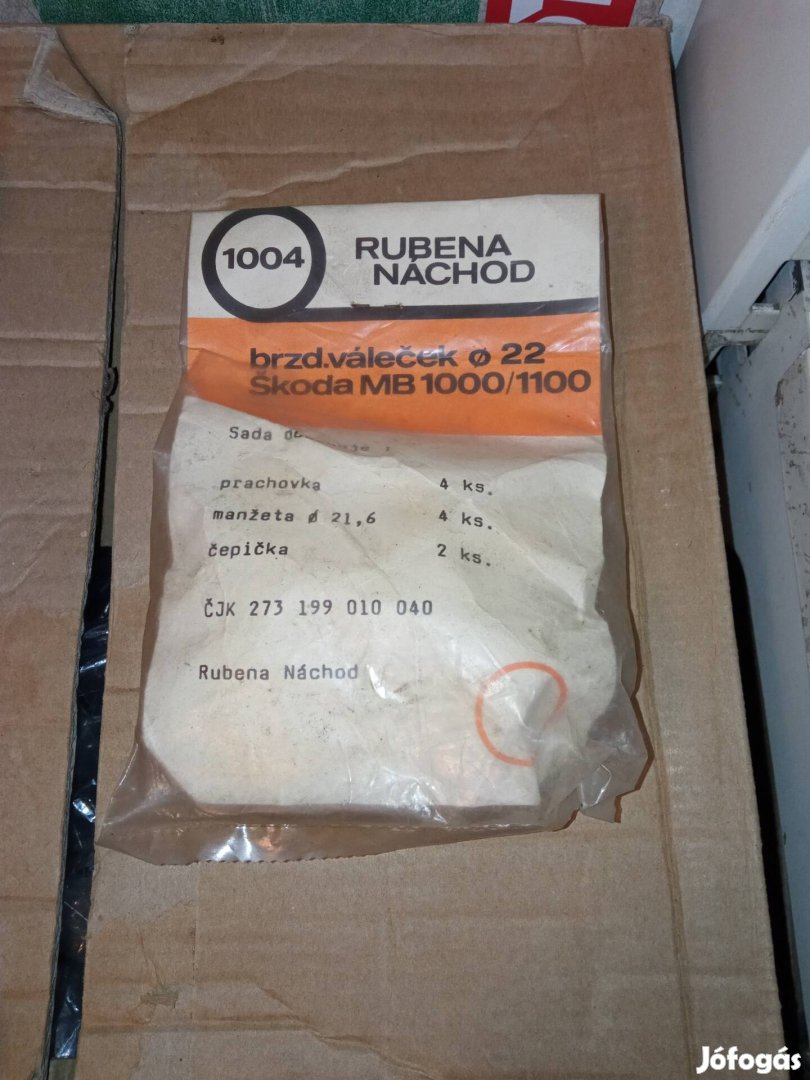 1004
RUBENA
NÁCHOD
brzd.váleček ø 22
Škoda MB 1000/1100
Sada
prachovka 4 ks.
manžeta ø 21,6 4 ks.
čepička 2 ks.
ČJK 273 199 010 040
Rubena Náchod
Jófogás